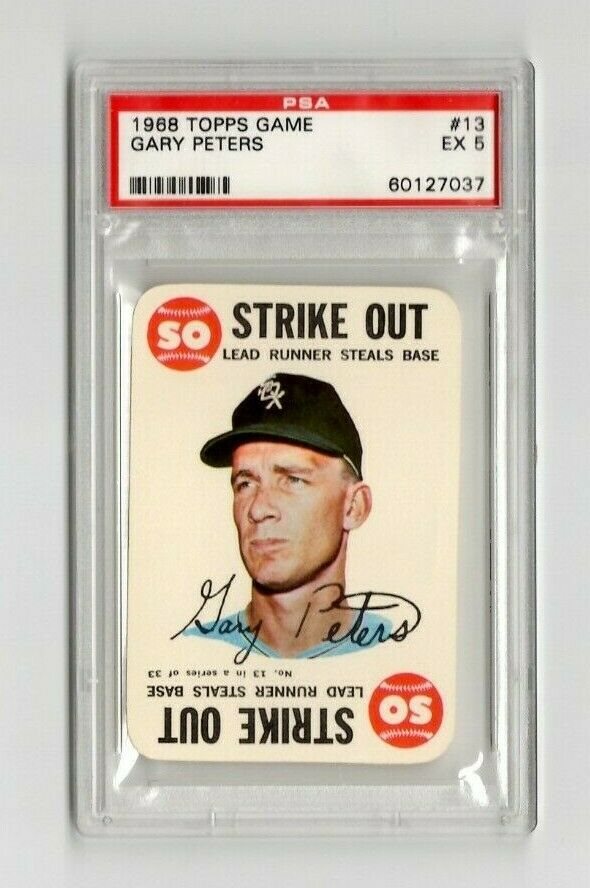 PSA
1968 TOPPS GAME #13
GARY PETERS EX 5
60127037
SO STRIKE OUT
LEAD RUNNER STEALS BASE
SOX
Gary Peters
No. 13 in a series of 33
LEAD RUNNER STEALS BASE
STRIKE OUT SO